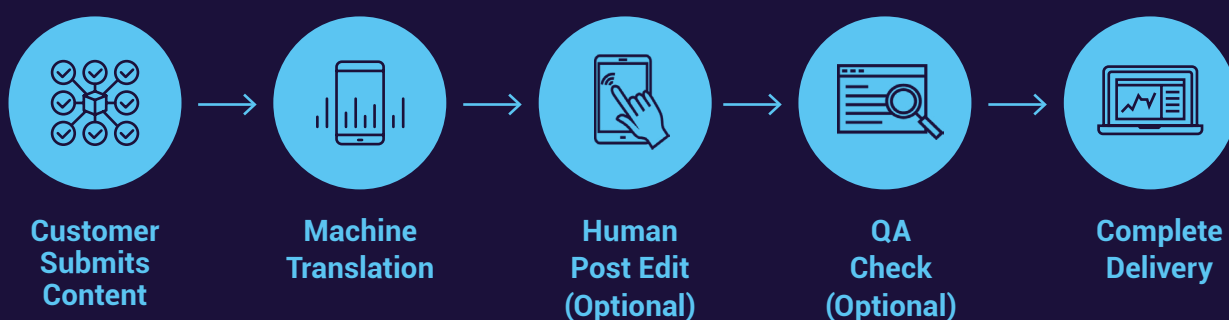 Customer
Submits
Content
Machine
Translation
Human
Post Edit
(Optional)
QA
Check
(Optional)
Complete
Delivery